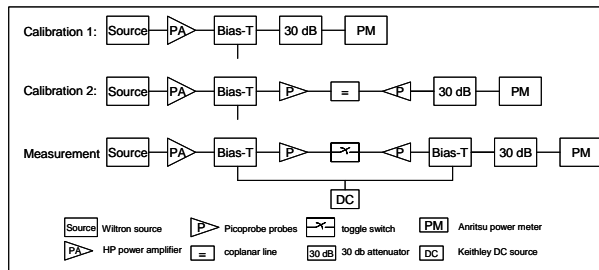 Calibration 1: Source PA Bias-T 30 dB PM
Calibration 2: Source PA Bias-T P = P 30 dB PM
Measurement Source PA Bias-T P P Bias-T 30 dB PM
DC
Source Wiltron source P Picoprobe probes toggle switch PM Anritsu power meter
PA HP power amplifier = coplanar line 30 dB 30 db attenuator DC Keithley DC source